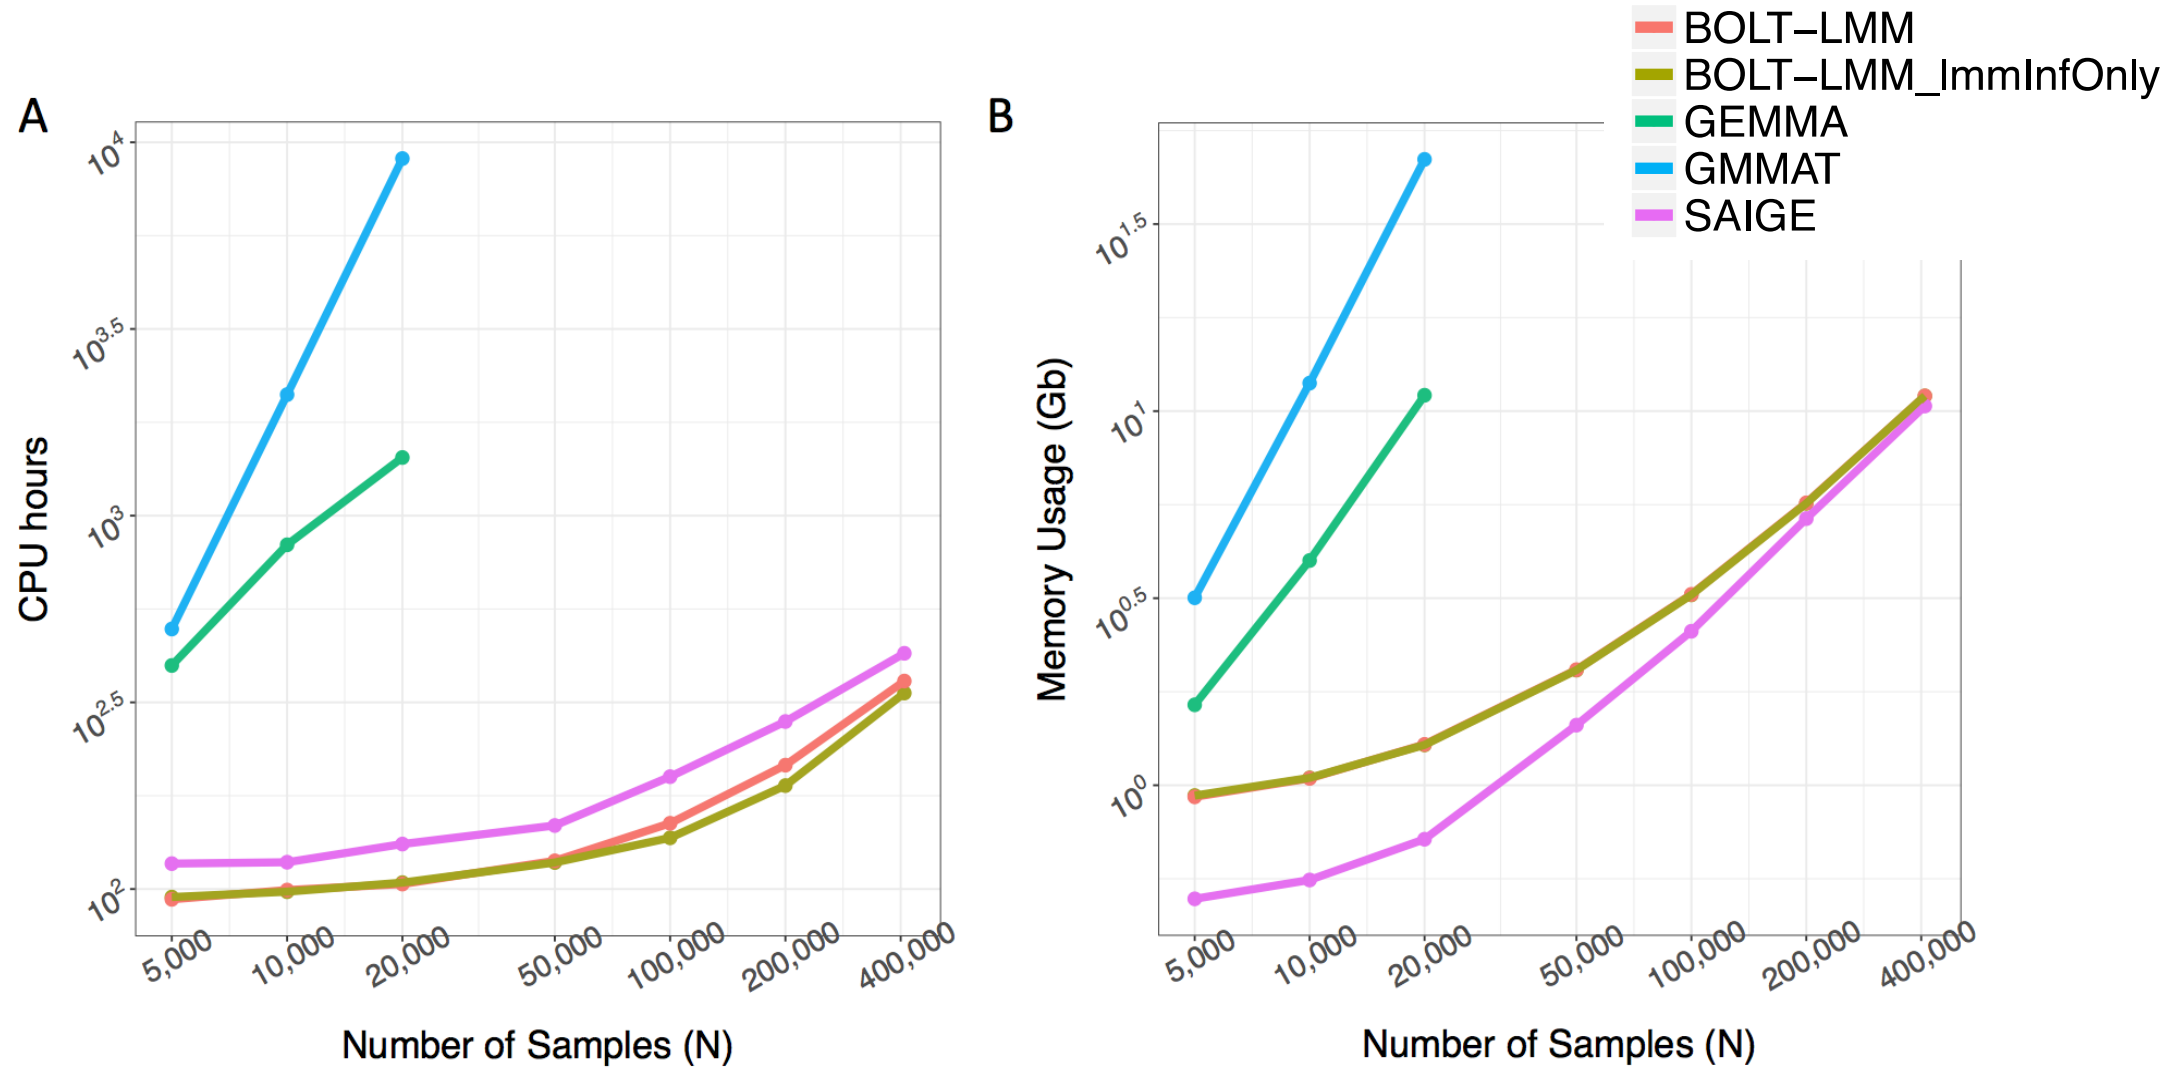 BOLT−LMM
BOLT−LMM_lmmInfOnly
GEMMA
GMMAT
SAIGE
A
CPU hours
10^4
10^3.5
10^3
10^2.5
10^2
5,000
10,000
20,000
50,000
100,000
200,000
400,000
Number of Samples (N)
B
Memory Usage (Gb)
10^1.5
10^1
10^0.5
10^0
5,000
10,000
20,000
50,000
100,000
200,000
400,000
Number of Samples (N)